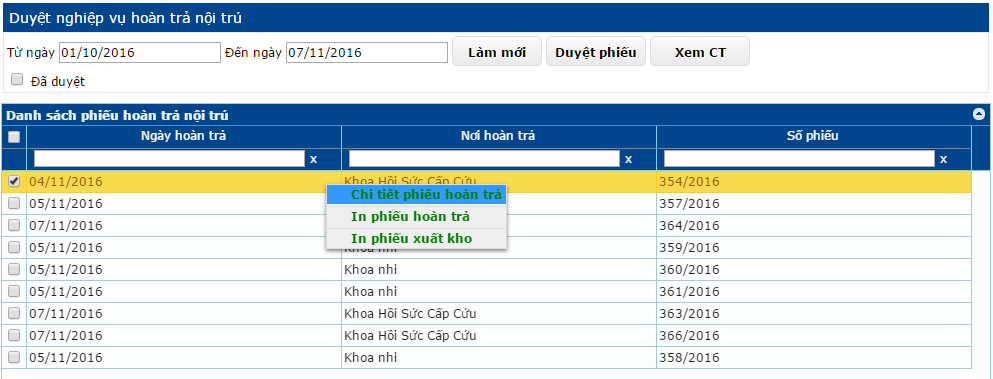 Duyệt nghiệp vụ hoàn trả nội trú
Từ ngày 01/10/2016 Đến ngày 07/11/2016 Làm mới Duyệt phiếu Xem CT
Đã duyệt
Danh sách phiếu hoàn trả nội trú
Ngày hoàn trả Nơi hoàn trả Số phiếu
x x x
04/11/2016 Khoa Hồi Sức Cấp Cứu 354/2016
Chi tiết phiếu hoàn trả
05/11/2016 357/2016
In phiếu hoàn trả
07/11/2016 364/2016
In phiếu xuất kho
05/11/2016 Khoa nhi 359/2016
05/11/2016 Khoa nhi 360/2016
05/11/2016 Khoa nhi 361/2016
07/11/2016 Khoa Hồi Sức Cấp Cứu 363/2016
07/11/2016 Khoa Hồi Sức Cấp Cứu 366/2016
05/11/2016 Khoa nhi 358/2016